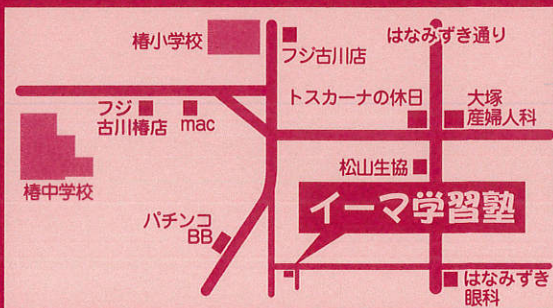 椿小学校
フジ古川店
はなみずき通り
フジ
古川椿店
mac
トスカーナの休日
大塚
産婦人科
椿中学校
松山生協
イーマ学習塾
パチンコ
BB
はなみずき
眼科